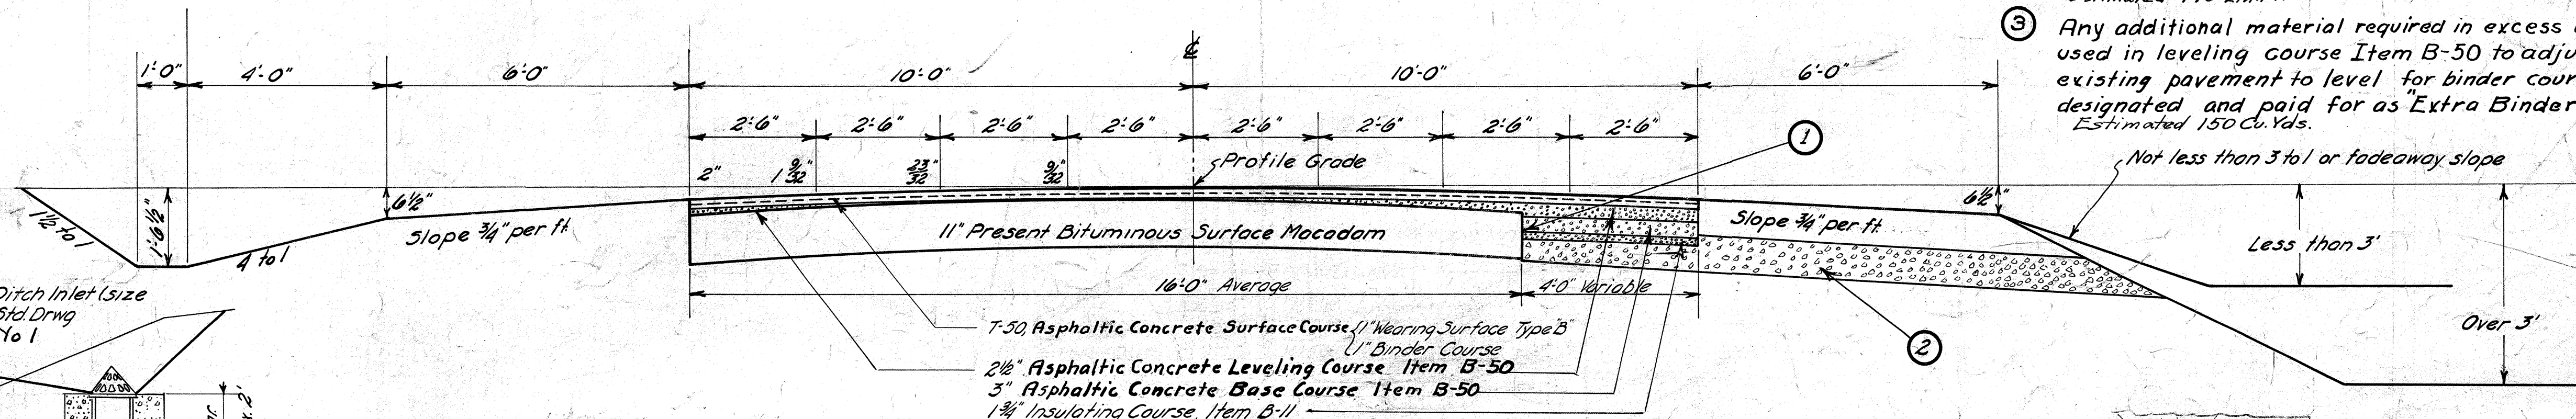 ③ Any additional material required in excess
used in leveling course Item B-50 to adju
existing pavement to level for binder cour
designated and paid for as "Extra Binder
Estimated 150 Cu. Yds.
1'-0" 4'-0" 6'-0" 10'-0" ℄ 10'-0" 6'-0"
2'-6" 2'-6" 2'-6" 2'-6" 2'-6" 2'-6" 2'-6" 2'-6"
①
2" 1 9/32" 23/32" 9/32" Profile Grade
Not less than 3 to 1 or fadeaway slope
1½ to 1
1'-6½"
4 to 1
6½"
Slope ¾" per ft.
11" Present Bituminous Surface Macadam
Slope ¾" per ft.
6½"
Less than 3'
Over 3'
16'-0" Average
4'-0" Variable
②
Ditch Inlet (size
Std. Drwg
No 1
T-50, Asphaltic Concrete Surface Course { 1" Wearing Surface Type "B"
1" Binder Course
2½" Asphaltic Concrete Leveling Course Item B-50
3" Asphaltic Concrete Base Course Item B-50
1¾" Insulating Course, Item B-11